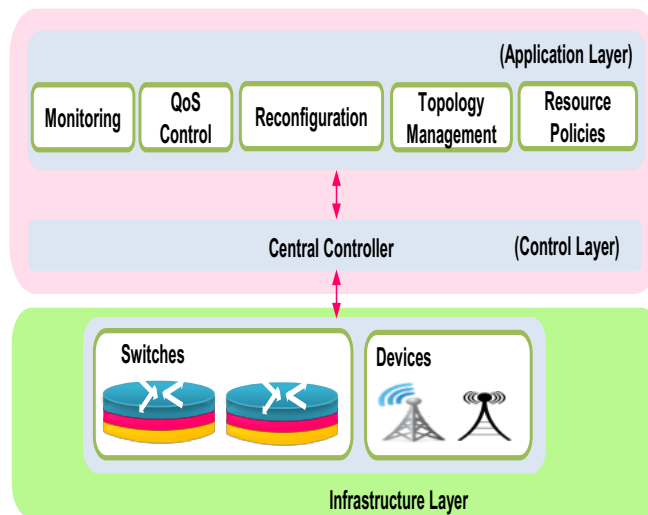 (Application Layer)
Monitoring
QoS
Control
Reconfiguration
Topology
Management
Resource
Policies
Central Controller
(Control Layer)
Switches
Devices
Infrastructure Layer